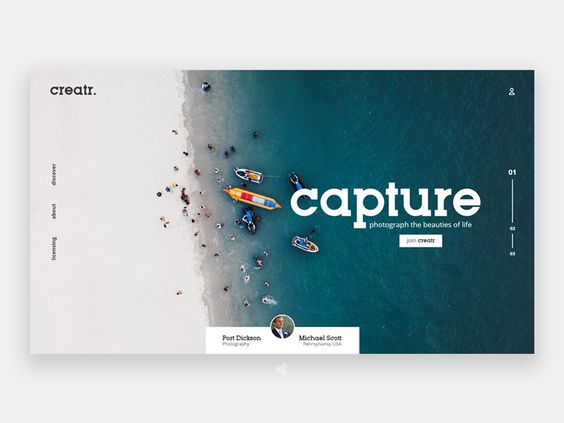 creatr.
discover
about
licensing
capture
photograph the beauties of life
join creatr
01
02
03
Port Dickson
Photography
Michael Scott
Pennsylvania, USA